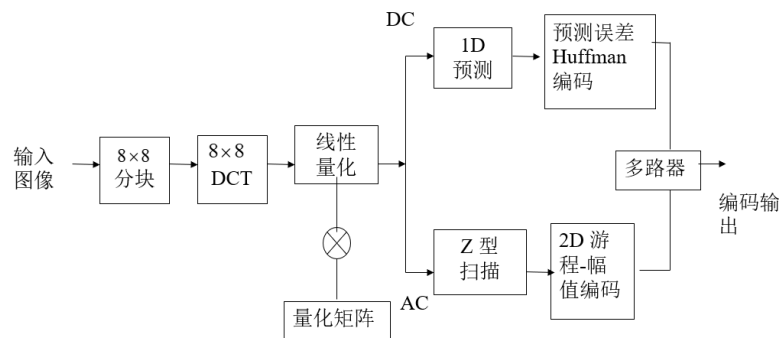 DC
1D
预测
预测误差
Huffman
编码
输入
图像
8×8
分块
8×8
DCT
线性
量化
多路器
编码输
出
Z 型
扫描
2D 游
程-幅
值编码
AC
量化矩阵